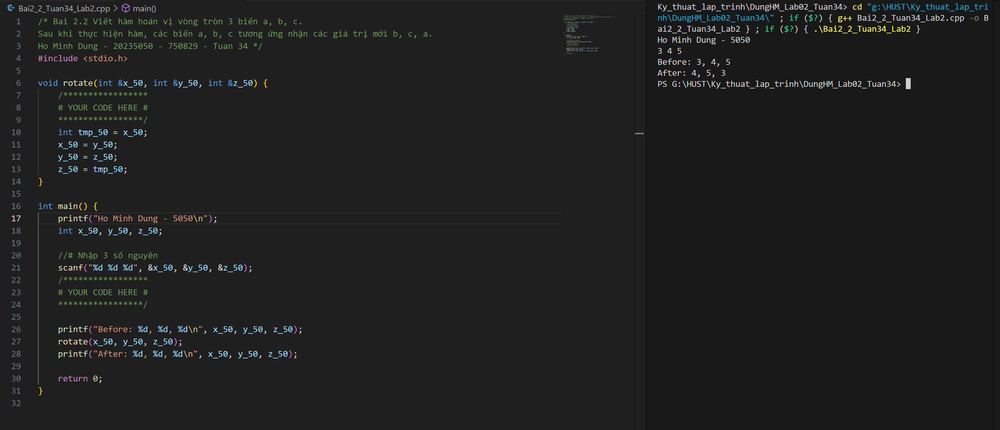 Bai2_2_Tuan34_Lab2.cpp > main()
1 /* Bai 2.2 Viết hàm hoán vị vòng tròn 3 biến a, b, c.
2 Sau khi thực hiện hàm, các biến a, b, c tương ứng nhận các giá trị mới b, c, a.
3 Ho Minh Dung - 20235050 - 750829 - Tuan 34 */
4 #include <stdio.h>
5
6 void rotate(int &x_50, int &y_50, int &z_50) {
7 /*****************
8 # YOUR CODE HERE #
9 *****************/
10 int tmp_50 = x_50;
11 x_50 = y_50;
12 y_50 = z_50;
13 z_50 = tmp_50;
14 }
15
16 int main() {
17 printf("Ho Minh Dung - 5050\n");
18 int x_50, y_50, z_50;
19
20 //# Nhập 3 số nguyên
21 scanf("%d %d %d", &x_50, &y_50, &z_50);
22 /*****************
23 # YOUR CODE HERE #
24 *****************/
25
26 printf("Before: %d, %d, %d\n", x_50, y_50, z_50);
27 rotate(x_50, y_50, z_50);
28 printf("After: %d, %d, %d\n", x_50, y_50, z_50);
29
30 return 0;
31 }
32
Ky_thuat_lap_trinh\DungHM_Lab02_Tuan34> cd "g:\HUST\Ky_thuat_lap_tri
nh\DungHM_Lab02_Tuan34\" ; if ($?) { g++ Bai2_2_Tuan34_Lab2.cpp -o B
ai2_2_Tuan34_Lab2 } ; if ($?) { .\Bai2_2_Tuan34_Lab2 }
Ho Minh Dung - 5050
3 4 5
Before: 3, 4, 5
After: 4, 5, 3
PS G:\HUST\Ky_thuat_lap_trinh\DungHM_Lab02_Tuan34>